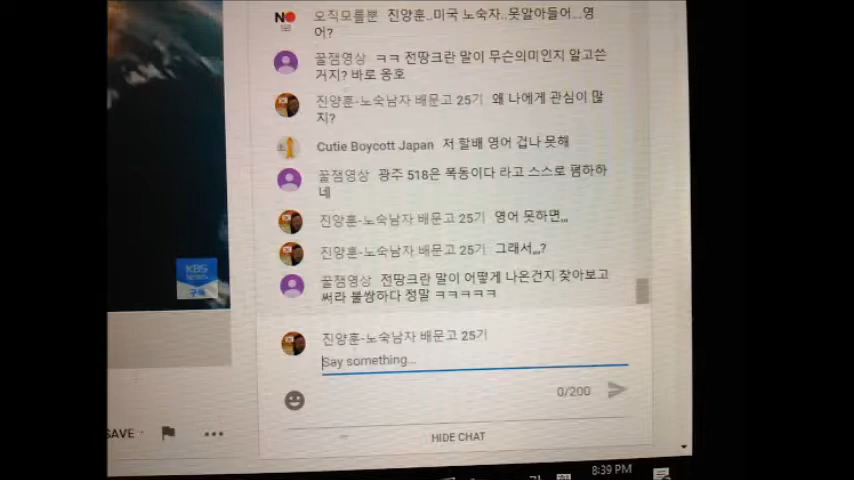 NO 오직모를뿐 진양훈..미국 노숙자..못알아들어...영
어?
꿀잼영상 ㅋㅋ 전땅크란 말이 무슨의미인지 알고쓴
거지? 바로 옹호
진양훈-노숙남자 배문고 25기 왜 나에게 관심이 많
지?
Cutie Boycott Japan 저 할배 영어 겁나 못해
꿀잼영상 광주 518은 폭동이다 라고 스스로 폄하하
네
진양훈-노숙남자 배문고 25기 영어 못하면,,,
진양훈-노숙남자 배문고 25기 그래서,,,?
꿀잼영상 전땅크란 말이 어떻게 나온건지 찾아보고
써라 불쌍하다 정말 ㅋㅋㅋㅋㅋ
KBS
NEWS
구독
진양훈-노숙남자 배문고 25기
Say something...
0/200
SAVE
HIDE CHAT
8:39 PM